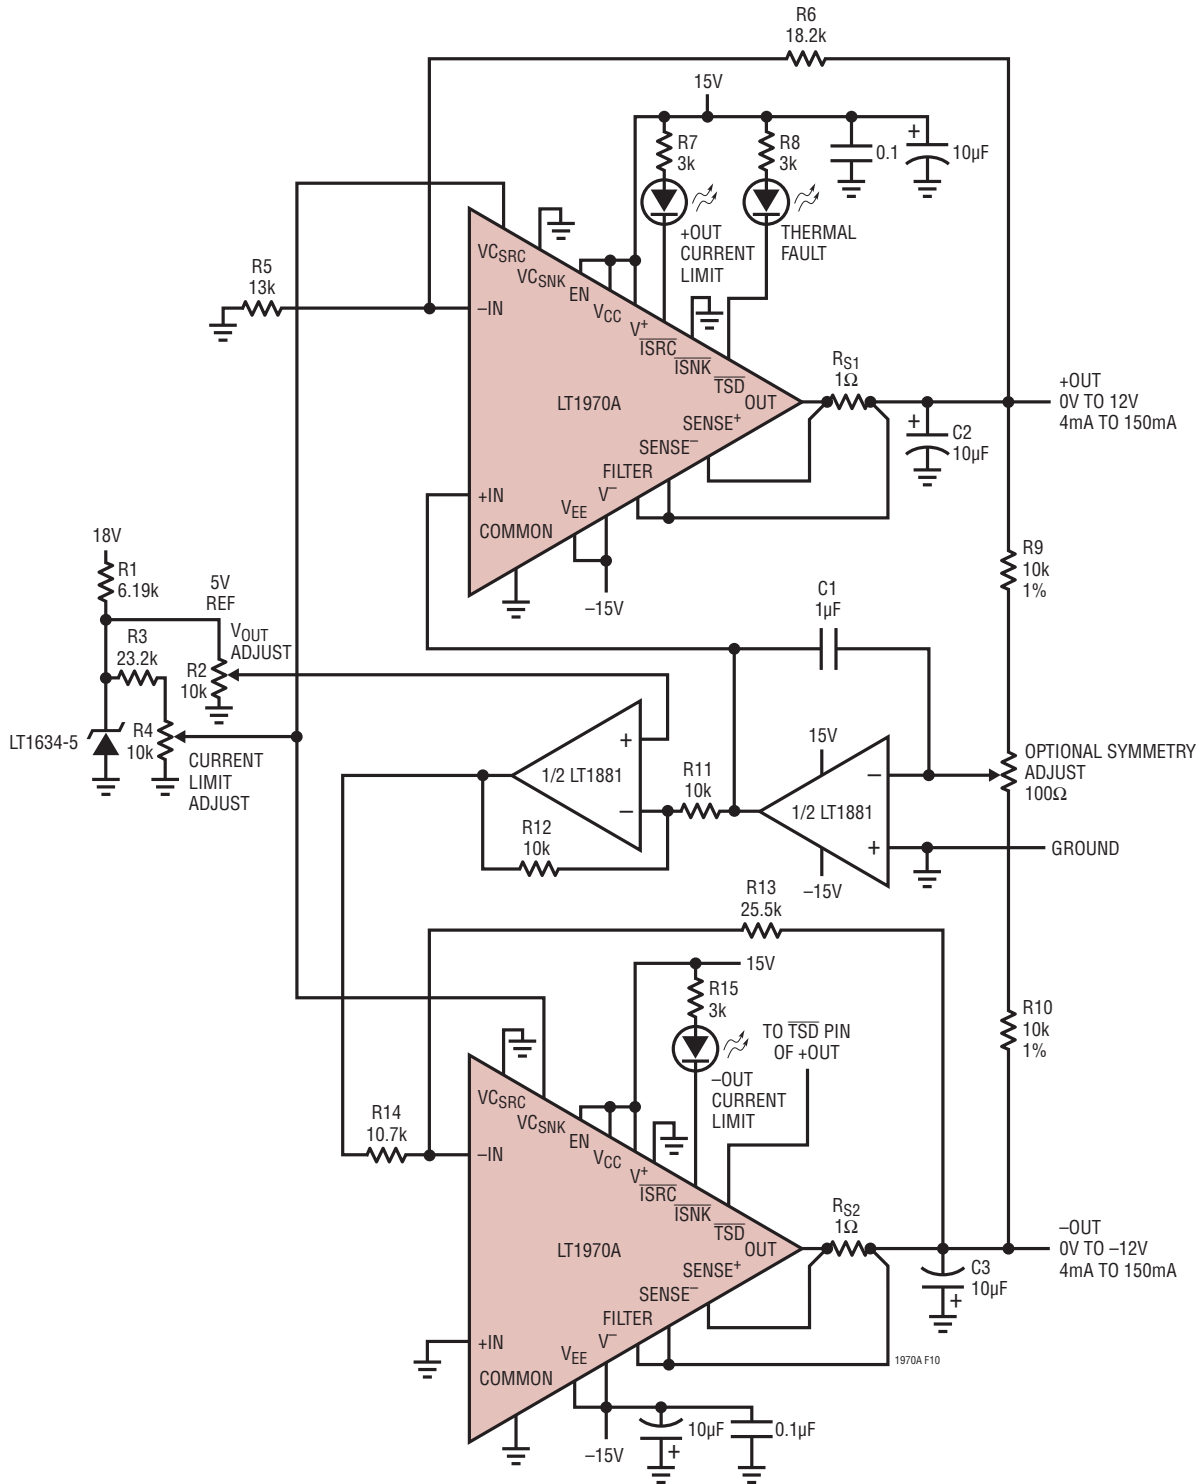 R6
18.2k
15V
R7
3k
R8
3k
0.1
10µF
+OUT
CURRENT
LIMIT
THERMAL
FAULT
VCSRC
VCSNK
EN
VCC
V+
ISRC
ISNK
TSD
OUT
SENSE+
SENSE–
FILTER
V–
VEE
COMMON
–IN
+IN
LT1970A
R5
13k
RS1
1Ω
+OUT
0V TO 12V
4mA TO 150mA
C2
10µF
–15V
18V
R1
6.19k
5V
REF
VOUT
ADJUST
R3
23.2k
R2
10k
LT1634-5
R4
10k
CURRENT
LIMIT
ADJUST
C1
1µF
R9
10k
1%
+
1/2 LT1881
–
R11
10k
R12
10k
15V
–
1/2 LT1881
+
–15V
OPTIONAL SYMMETRY
ADJUST
100Ω
GROUND
R13
25.5k
15V
R15
3k
–OUT
CURRENT
LIMIT
TO TSD PIN
OF +OUT
R10
10k
1%
R14
10.7k
VCSRC
VCSNK
EN
VCC
V+
ISRC
ISNK
TSD
OUT
SENSE+
SENSE–
FILTER
V–
VEE
COMMON
–IN
+IN
LT1970A
RS2
1Ω
–OUT
0V TO –12V
4mA TO 150mA
C3
10µF
1970A F10
10µF
0.1µF
–15V